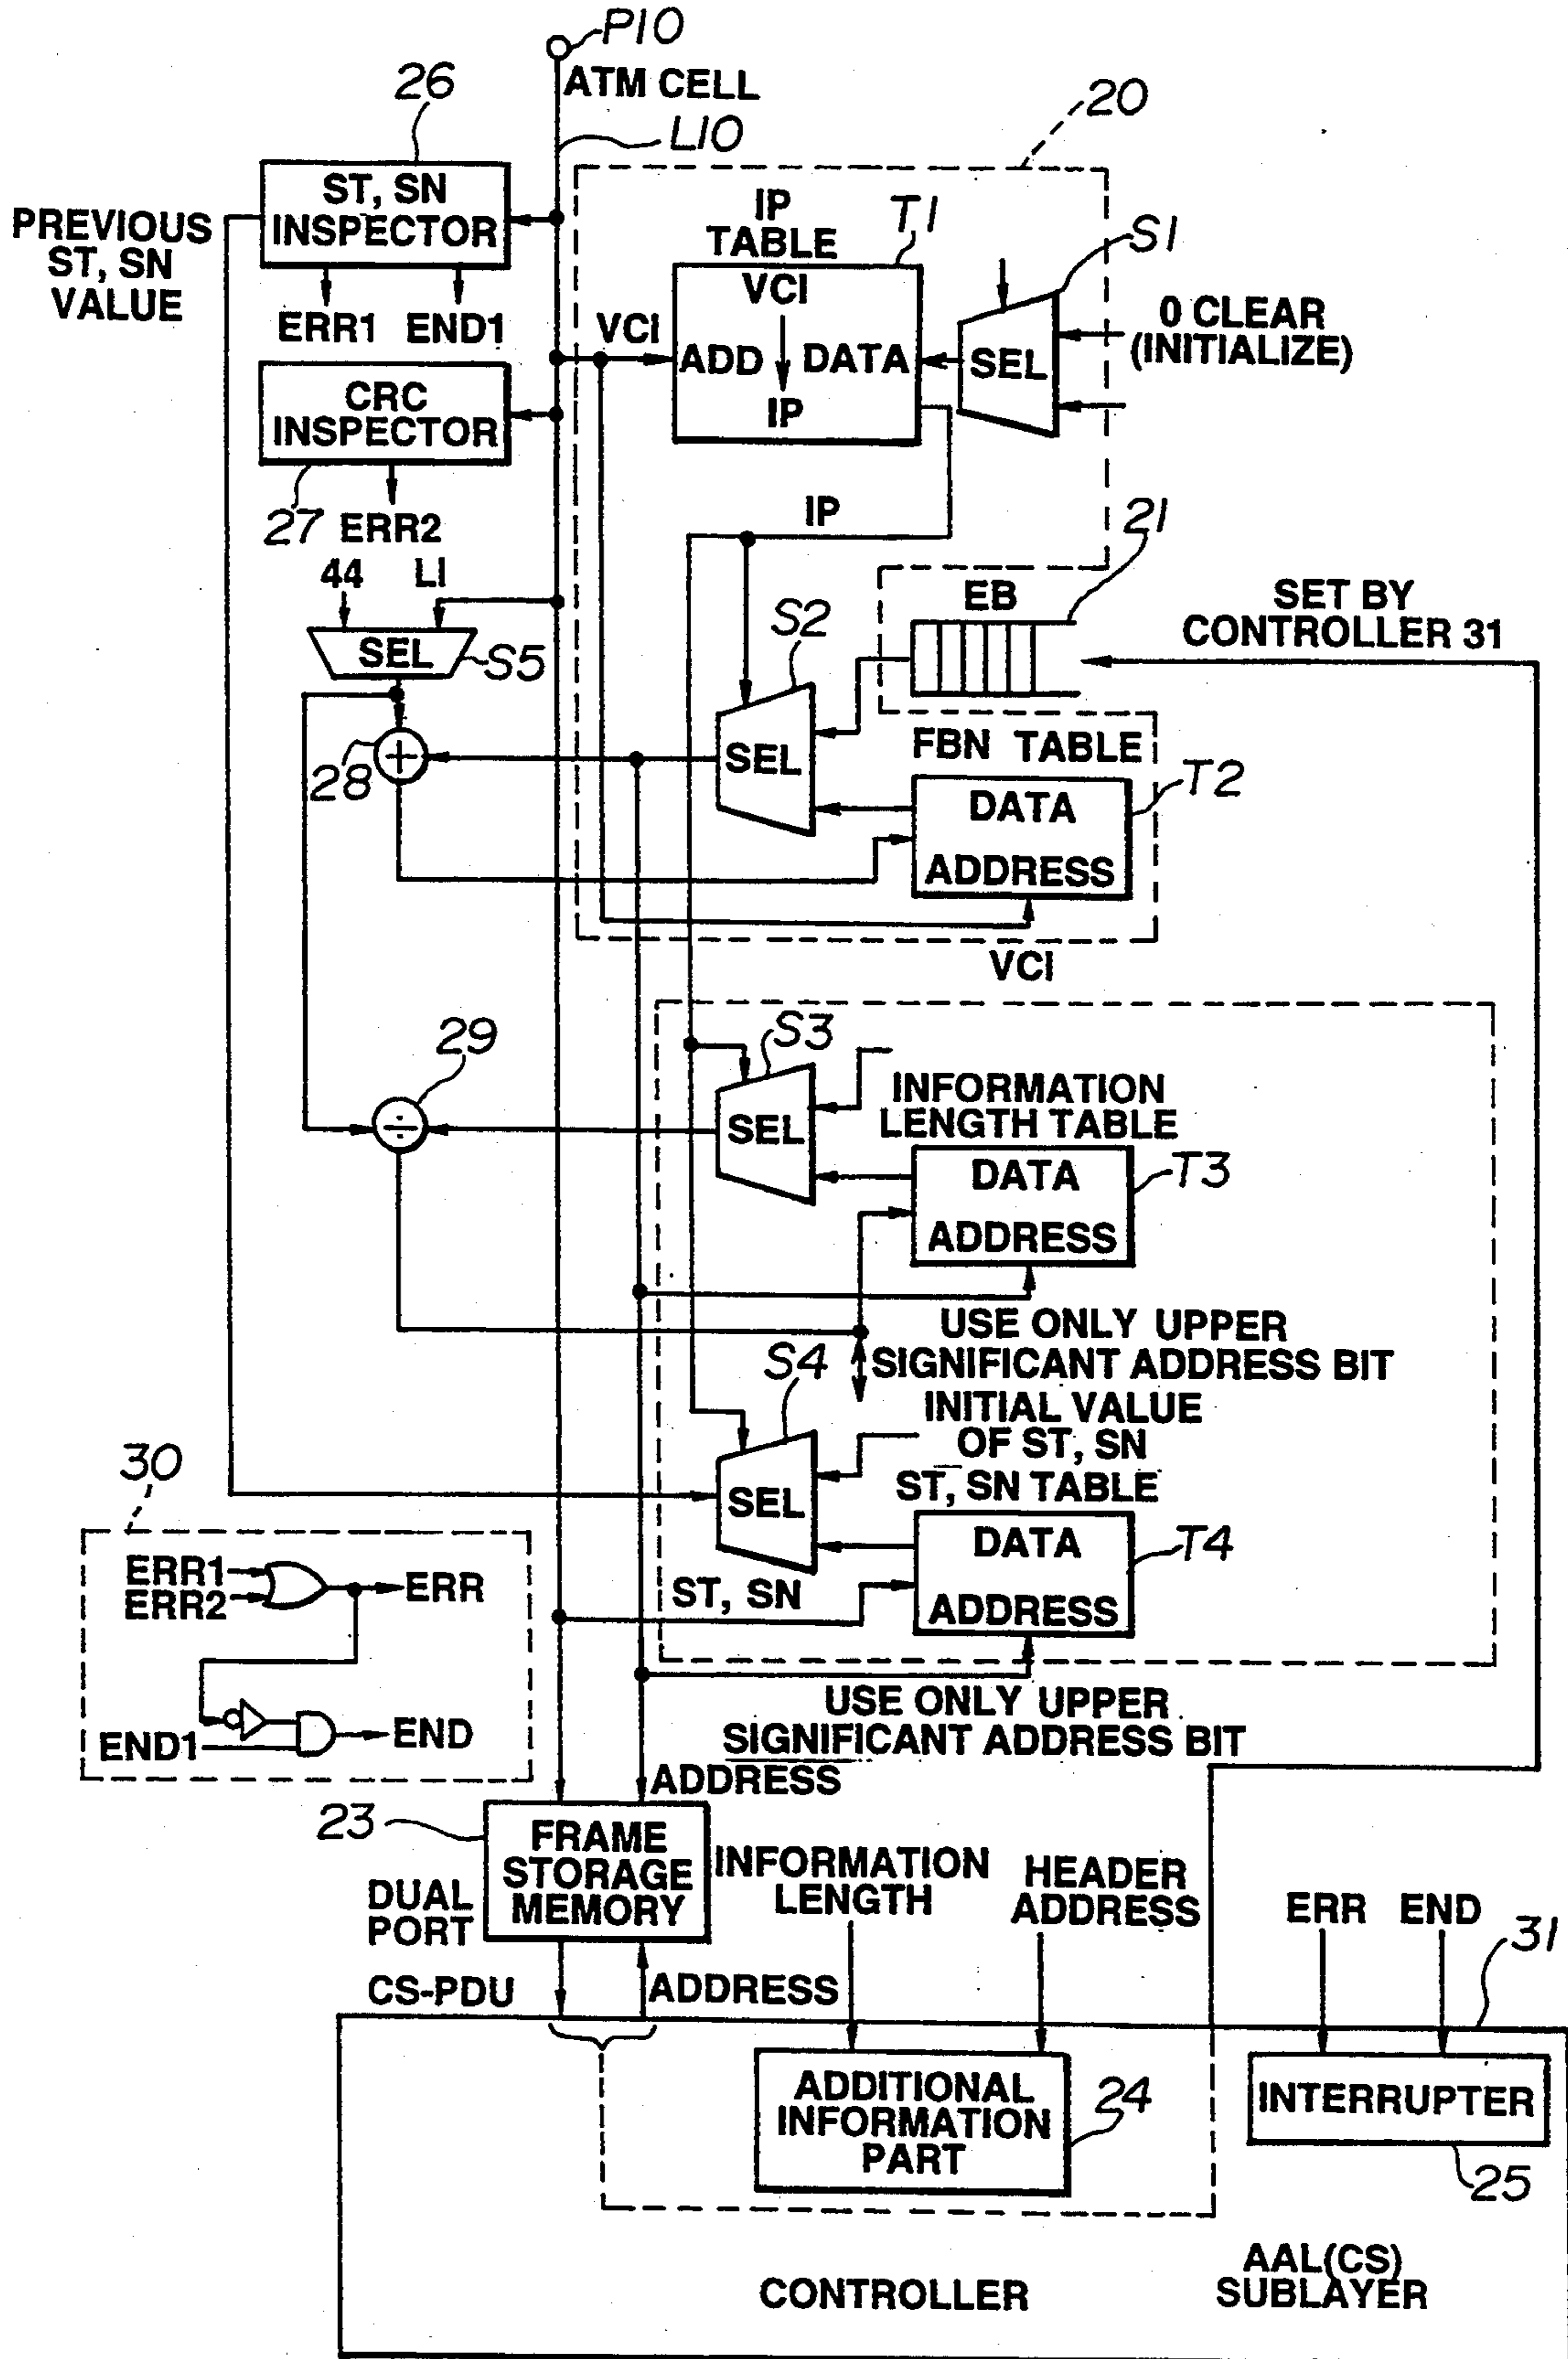 P10
ATM CELL
L10
26
20
ST, SN
INSPECTOR
PREVIOUS
ST, SN
VALUE
ERR1 END1
IP
TABLE
T1
S1
VCI
VCI
ADD DATA
IP
SEL
0 CLEAR
(INITIALIZE)
CRC
INSPECTOR
27
ERR2
IP
44 LI
SEL
S5
21
EB
SET BY
CONTROLLER 31
S2
SEL
28
+
FBN TABLE
T2
DATA
ADDRESS
VCI
29
÷
S3
SEL
INFORMATION
LENGTH TABLE
T3
DATA
ADDRESS
USE ONLY UPPER
SIGNIFICANT ADDRESS BIT
S4
INITIAL VALUE
OF ST, SN
ST, SN TABLE
SEL
T4
DATA
ADDRESS
ST, SN
30
ERR1
ERR2
ERR
END1
END
USE ONLY UPPER
SIGNIFICANT ADDRESS BIT
ADDRESS
23
FRAME
STORAGE
MEMORY
DUAL
PORT
INFORMATION
LENGTH
HEADER
ADDRESS
ERR END
31
CS-PDU
ADDRESS
ADDITIONAL
INFORMATION
PART
24
INTERRUPTER
25
CONTROLLER
AAL(CS)
SUBLAYER